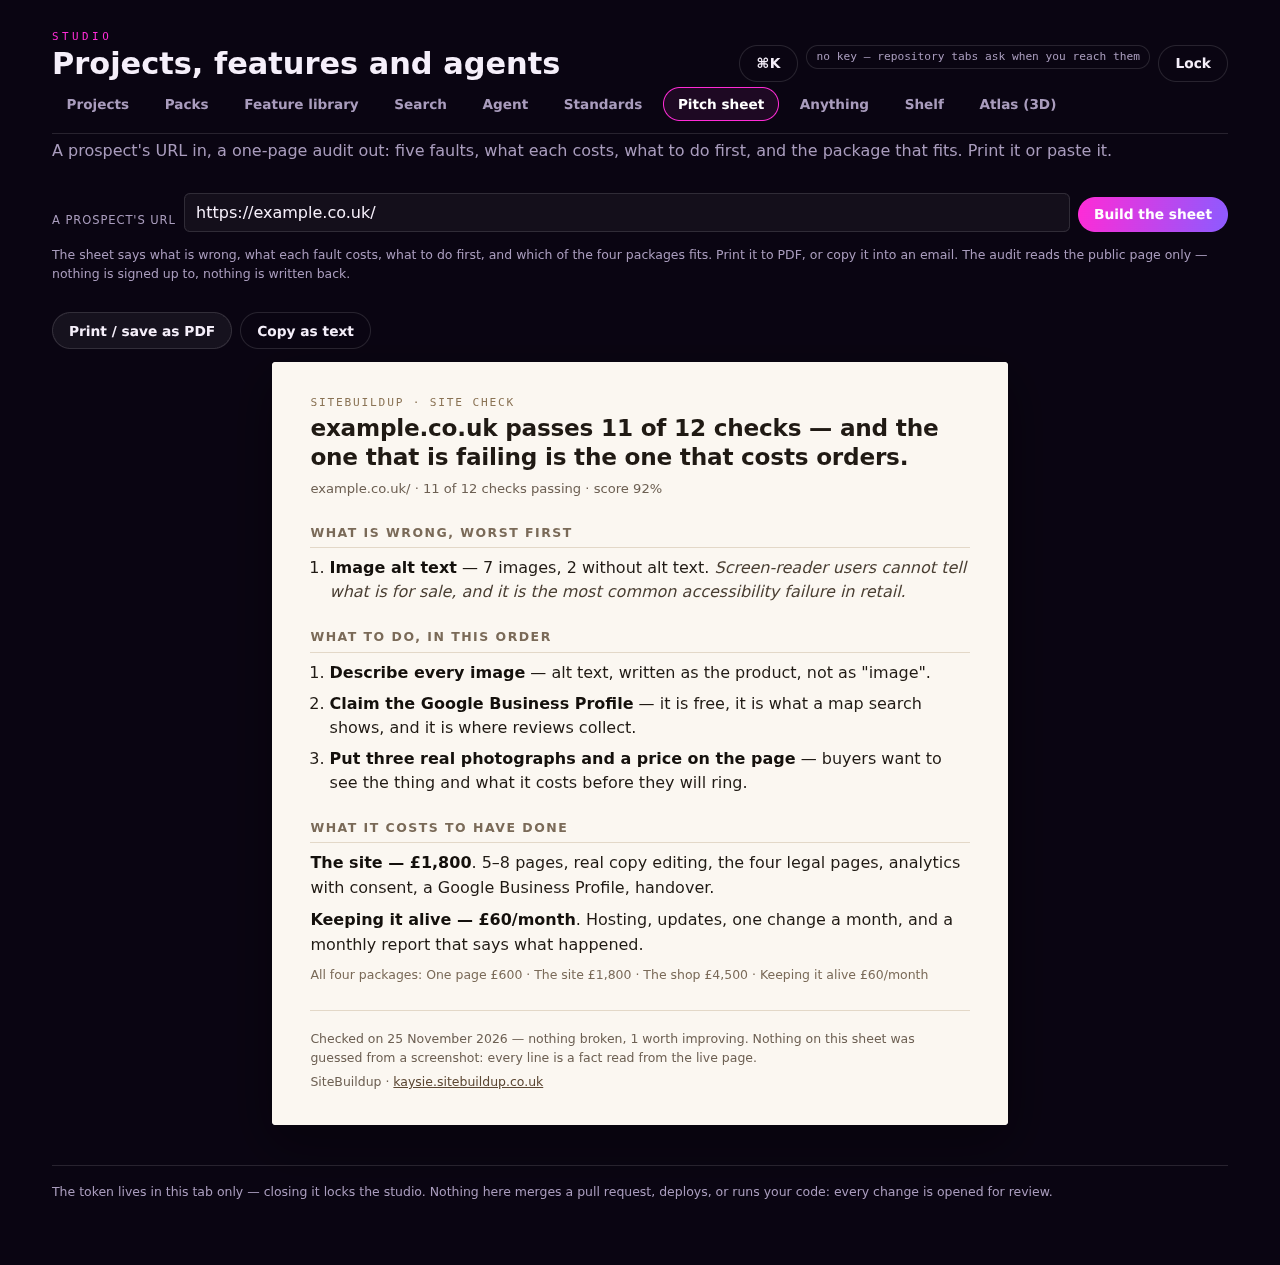 STUDIO
Projects, features and agents
⌘K
no key — repository tabs ask when you reach them
Lock
Projects
Packs
Feature library
Search
Agent
Standards
Pitch sheet
Anything
Shelf
Atlas (3D)
A prospect's URL in, a one-page audit out: five faults, what each costs, what to do first, and the package that fits. Print it or paste it.
A PROSPECT'S URL
https://example.co.uk/
Build the sheet
The sheet says what is wrong, what each fault costs, what to do first, and which of the four packages fits. Print it to PDF, or copy it into an email. The audit reads the public page only —
nothing is signed up to, nothing is written back.
Print / save as PDF
Copy as text
SITEBUILDUP · SITE CHECK
example.co.uk passes 11 of 12 checks — and the
one that is failing is the one that costs orders.
example.co.uk/ · 11 of 12 checks passing · score 92%
WHAT IS WRONG, WORST FIRST
1. Image alt text — 7 images, 2 without alt text. Screen-reader users cannot tell
what is for sale, and it is the most common accessibility failure in retail.
WHAT TO DO, IN THIS ORDER
1. Describe every image — alt text, written as the product, not as "image".
2. Claim the Google Business Profile — it is free, it is what a map search
shows, and it is where reviews collect.
3. Put three real photographs and a price on the page — buyers want to
see the thing and what it costs before they will ring.
WHAT IT COSTS TO HAVE DONE
The site — £1,800. 5–8 pages, real copy editing, the four legal pages, analytics
with consent, a Google Business Profile, handover.
Keeping it alive — £60/month. Hosting, updates, one change a month, and a
monthly report that says what happened.
All four packages: One page £600 · The site £1,800 · The shop £4,500 · Keeping it alive £60/month
Checked on 25 November 2026 — nothing broken, 1 worth improving. Nothing on this sheet was
guessed from a screenshot: every line is a fact read from the live page.
SiteBuildup · kaysie.sitebuildup.co.uk
The token lives in this tab only — closing it locks the studio. Nothing here merges a pull request, deploys, or runs your code: every change is opened for review.